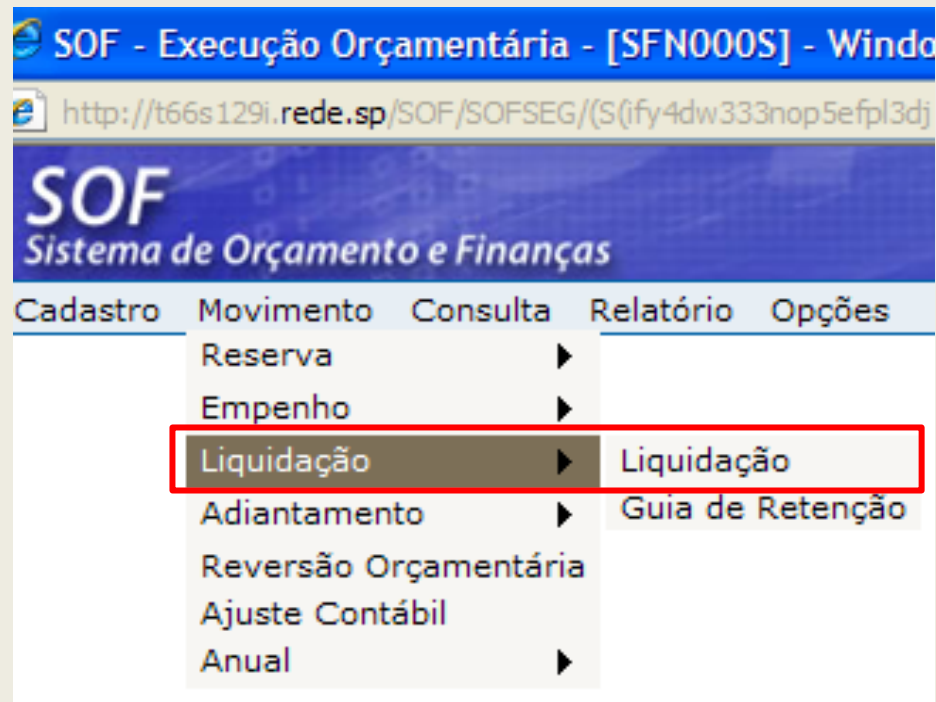 SOF - Execução Orçamentária - [SFN000S] - Windo
http://t66s129i.rede.sp/SOF/SOFSEG/(S(ify4dw333nop5efpl3dj
SOF
Sistema de Orçamento e Finanças
Cadastro Movimento Consulta Relatório Opções
Reserva
Empenho
Liquidação Liquidação
Adiantamento Guia de Retenção
Reversão Orçamentária
Ajuste Contábil
Anual